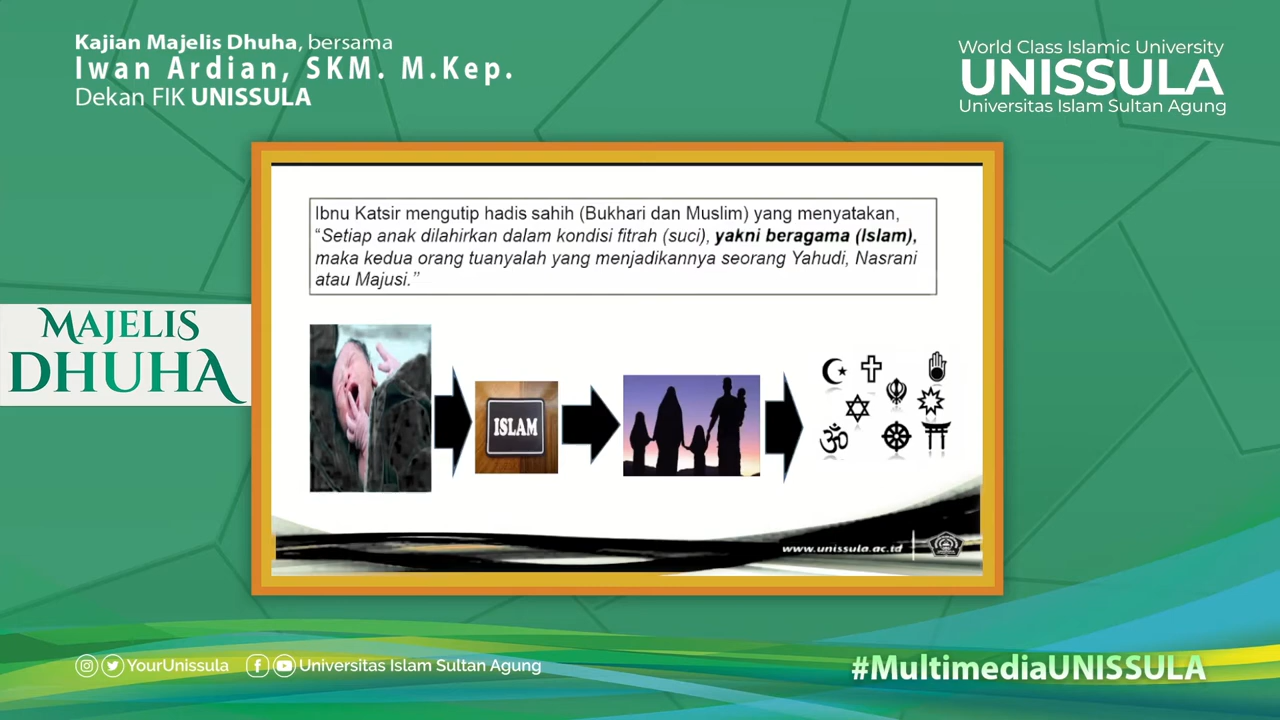 Kajian Majelis Dhuha, bersama
Iwan Ardian, SKM. M.Kep.
Dekan FIK UNISSULA
World Class Islamic University
UNISSULA
Universitas Islam Sultan Agung
MAJELIS
DHUHA
Ibnu Katsir mengutip hadis sahih (Bukhari dan Muslim) yang menyatakan,
“Setiap anak dilahirkan dalam kondisi fitrah (suci), yakni beragama (Islam),
maka kedua orang tuanyalah yang menjadikannya seorang Yahudi, Nasrani
atau Majusi.”
ISLAM
www.unissula.ac.id
YourUnissula
Universitas Islam Sultan Agung
#MultimediaUNISSULA